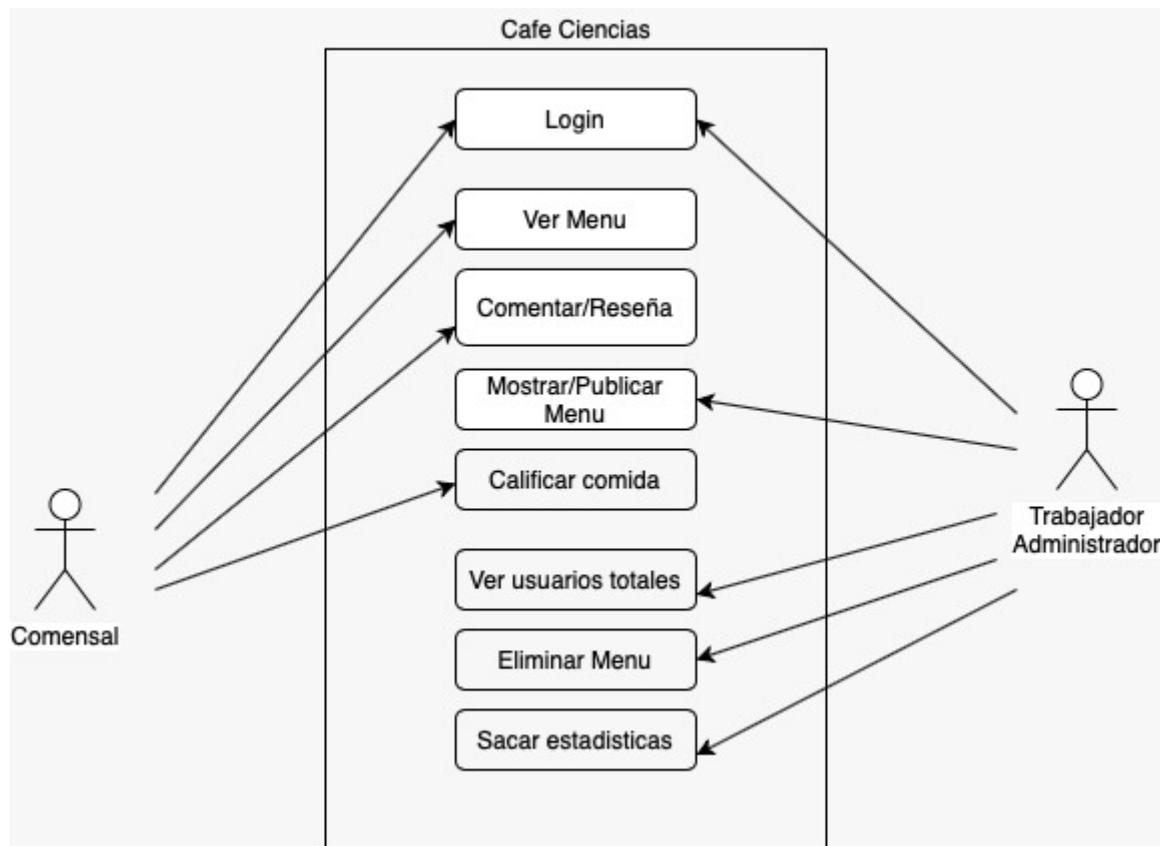 Cafe Ciencias
Login
Ver Menu
Comentar/Reseña
Mostrar/Publicar
Menu
Calificar comida
Ver usuarios totales
Eliminar Menu
Sacar estadisticas
Comensal
Trabajador
Administrador